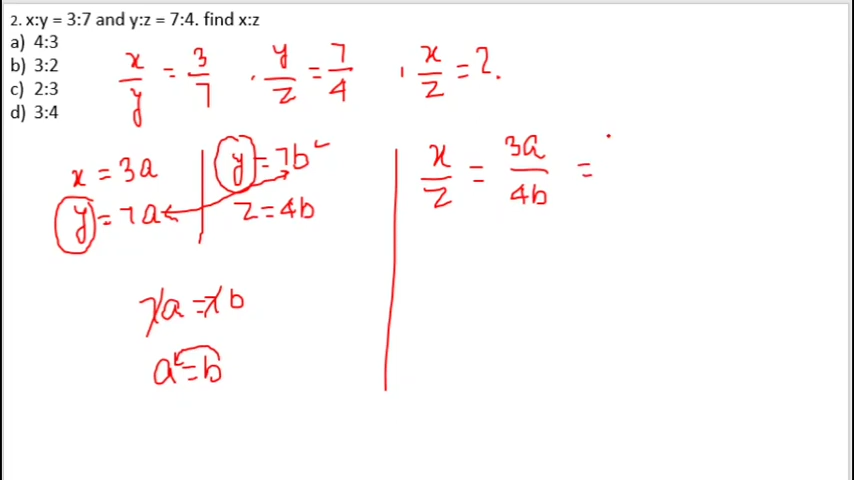 2. x:y = 3:7 and y:z = 7:4. find x:z
a) 4:3
b) 3:2
c) 2:3
d) 3:4
x/y = 3/7 , y/z = 7/4 , x/z = ?.
x = 3a
y = 7a
y = 7b
z = 4b
7a = 7b
a = b
x/z = 3a/4b =